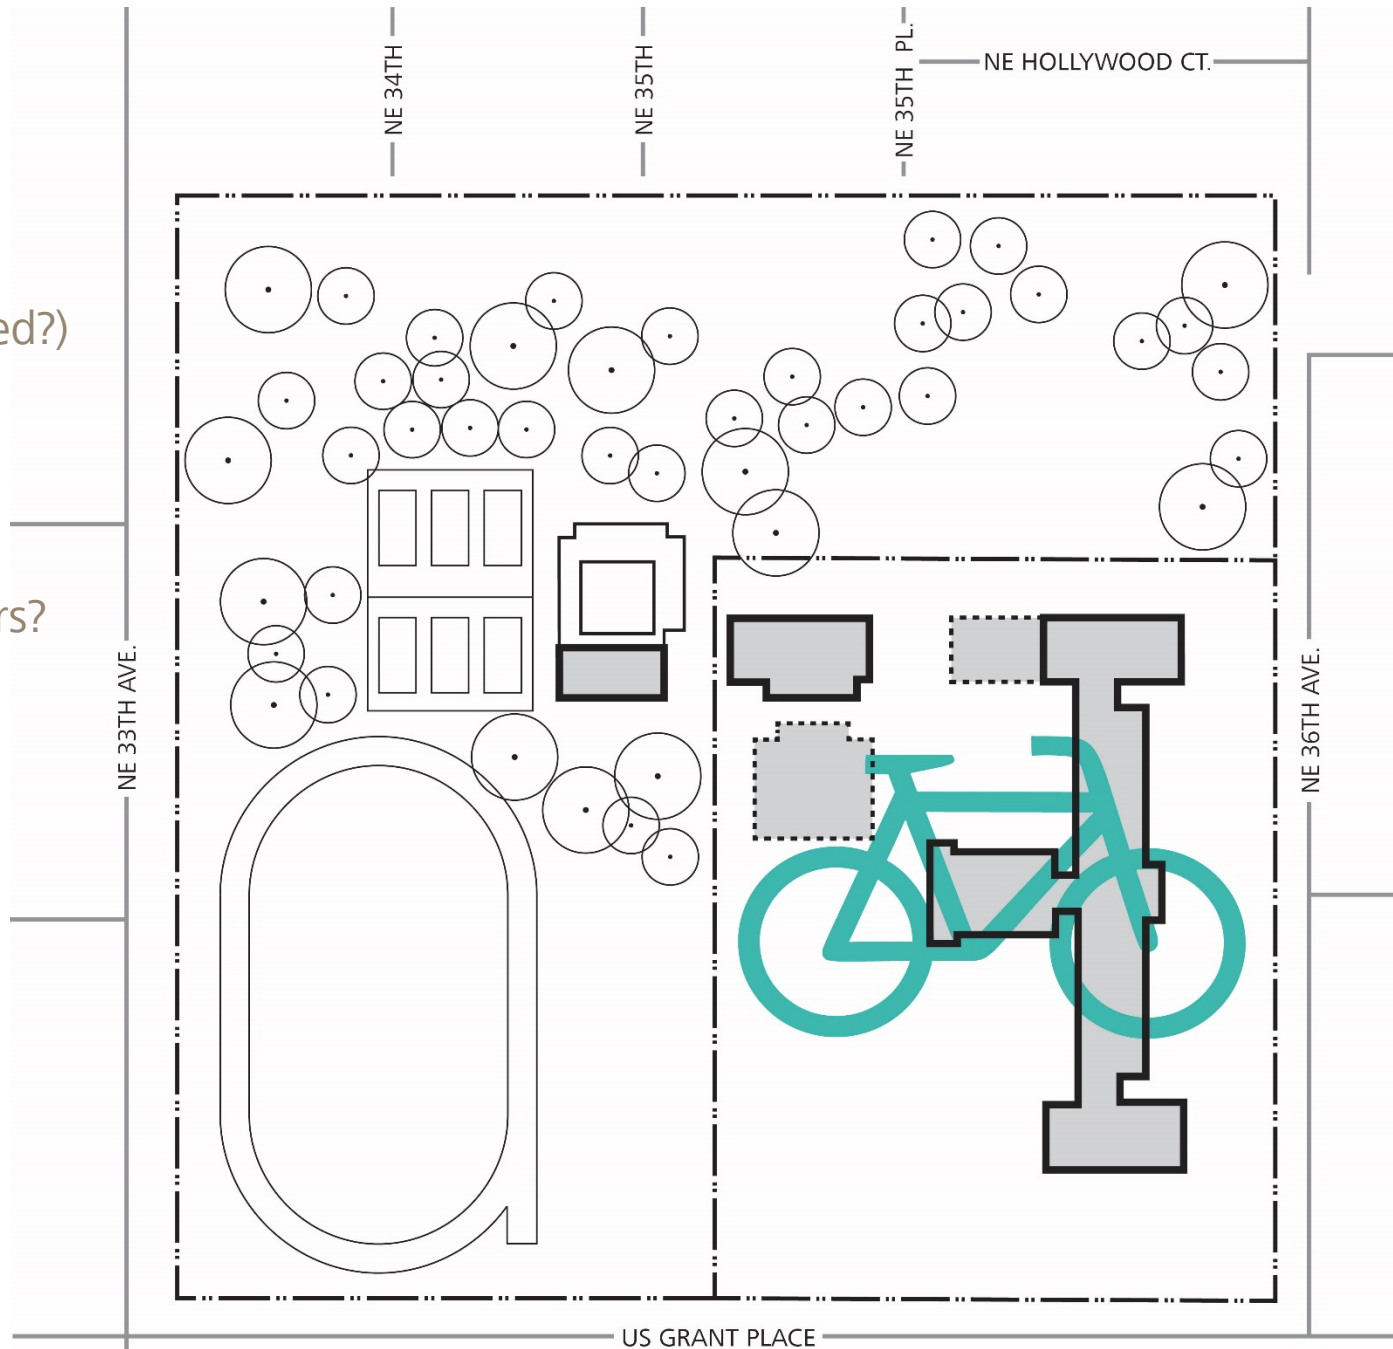 NE 34TH
NE 35TH
NE 35TH PL.
NE HOLLYWOOD CT.
ed?)
rs?
NE 33TH AVE.
NE 36TH AVE.
US GRANT PLACE